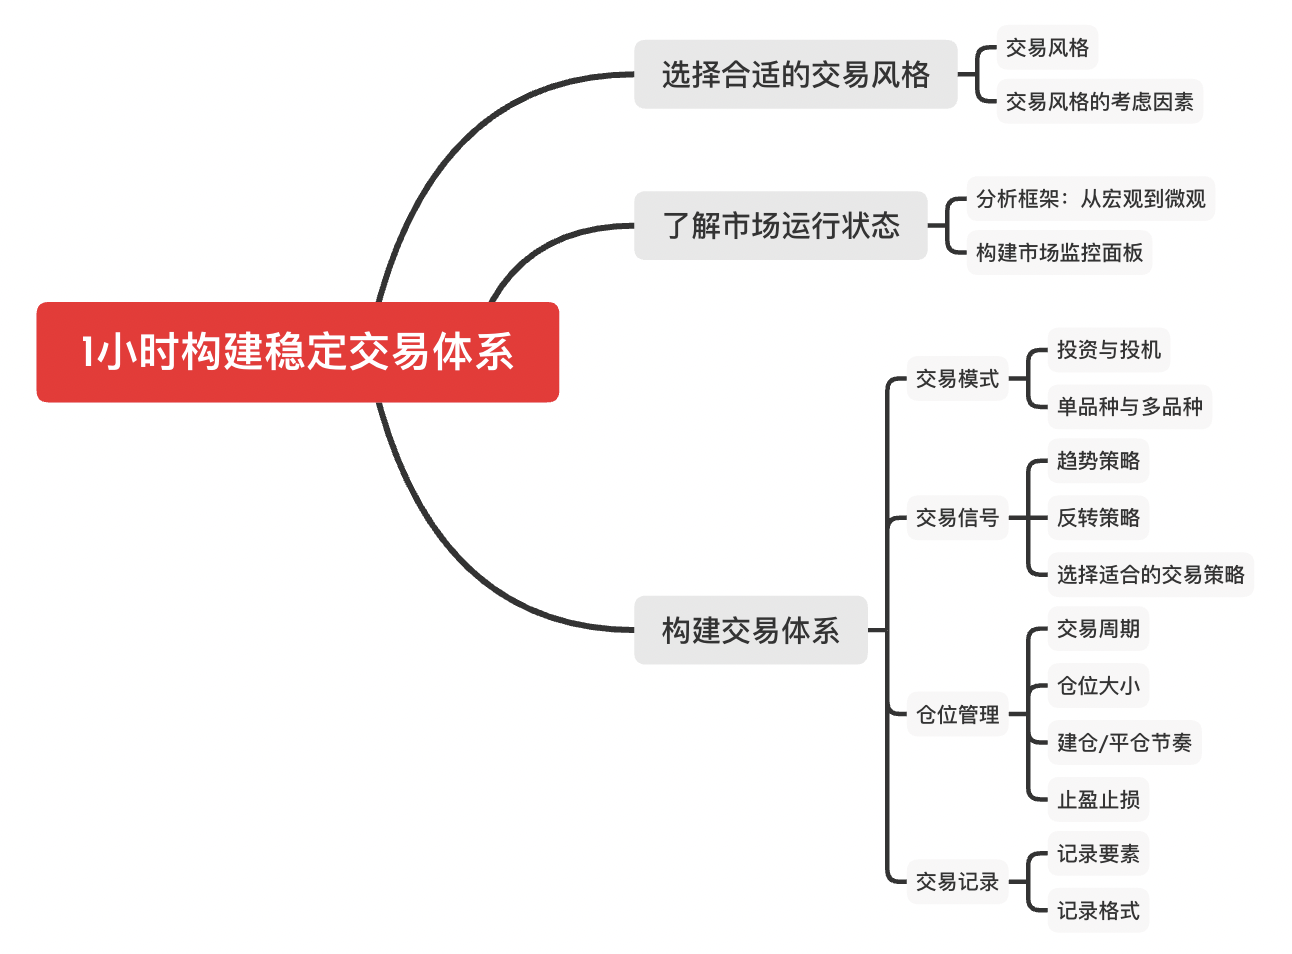 1小时构建稳定交易体系
选择合适的交易风格
交易风格
交易风格的考虑因素
了解市场运行状态
分析框架：从宏观到微观
构建市场监控面板
构建交易体系
交易模式
投资与投机
单品种与多品种
交易信号
趋势策略
反转策略
选择适合的交易策略
仓位管理
交易周期
仓位大小
建仓/平仓节奏
止盈止损
交易记录
记录要素
记录格式